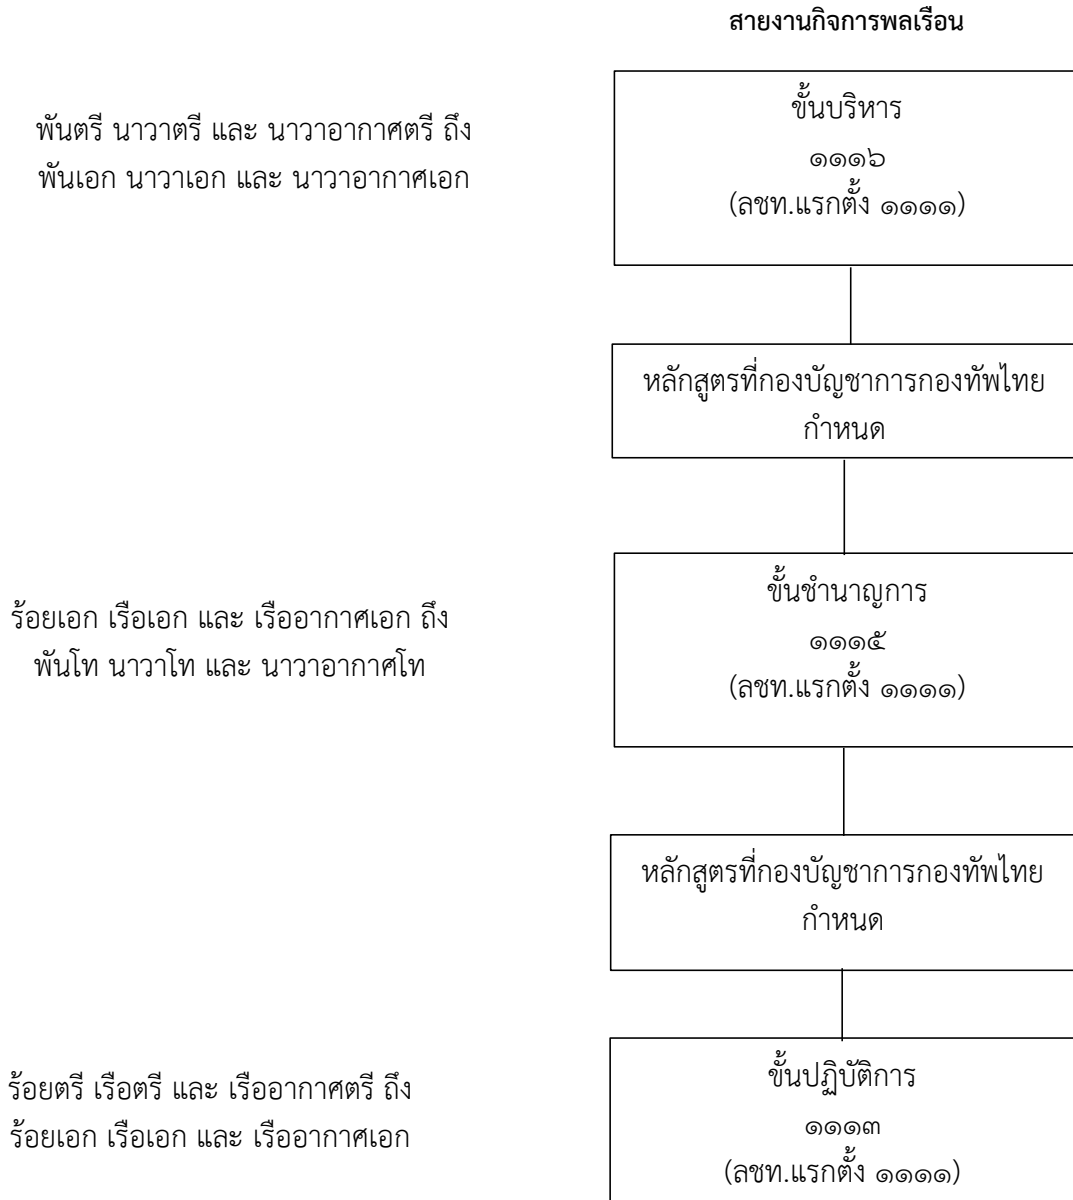 สายงานกิจการพลเรือน
พันตรี นาวาตรี และ นาวาอากาศตรี ถึง
พันเอก นาวาเอก และ นาวาอากาศเอก
ขั้นบริหาร
๑๑๑๖
(ลชท.แรกตั้ง ๑๑๑๑)
หลักสูตรที่กองบัญชาการกองทัพไทย
กำหนด
ร้อยเอก เรือเอก และ เรืออากาศเอก ถึง
พันโท นาวาโท และ นาวาอากาศโท
ขั้นชำนาญการ
๑๑๑๕
(ลชท.แรกตั้ง ๑๑๑๑)
หลักสูตรที่กองบัญชาการกองทัพไทย
กำหนด
ร้อยตรี เรือตรี และ เรืออากาศตรี ถึง
ร้อยเอก เรือเอก และ เรืออากาศเอก
ขั้นปฏิบัติการ
๑๑๑๓
(ลชท.แรกตั้ง ๑๑๑๑)